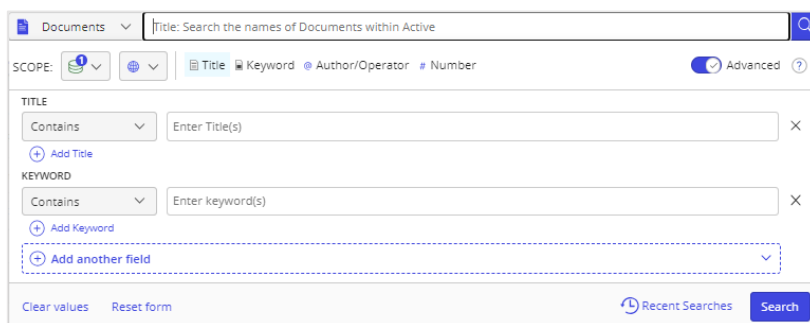 Documents Title: Search the names of Documents within Active
SCOPE: 1 Title Keyword @ Author/Operator # Number Advanced ?
TITLE
Contains Enter Title(s)
Add Title
KEYWORD
Contains Enter keyword(s)
Add Keyword
Add another field
Clear values Reset form Recent Searches Search